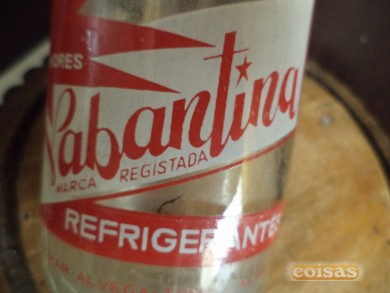 ORES
Nabantina
MARCA REGISTADA
REFRIGERANTES
coisas